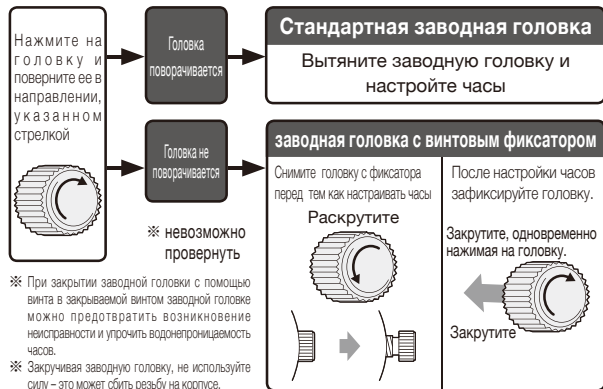 Нажмите на
головку и
поверните ее в
направлении,
указанном
стрелкой
Головка
поворачивается
Стандартная заводная головка
Вытяните заводную головку и
настройте часы
Головка не
поворачивается
※ невозможно
провернуть
заводная головка с винтовым фиксатором
Снимите головку с фиксатора
перед тем как настраивать часы
Раскрутите
После настройки часов
зафиксируйте головку.
Закрутите, одновременно
нажимая на головку.
Закрутите
※ При закрытии заводной головки с помощью
винта в закрываемой винтом заводной головке
можно предотвратить возникновение
неисправности и упрочить водонепроницаемость
часов.
※ Закручивая заводную головку, не используйте
силу – это может сбить резьбу на корпусе.